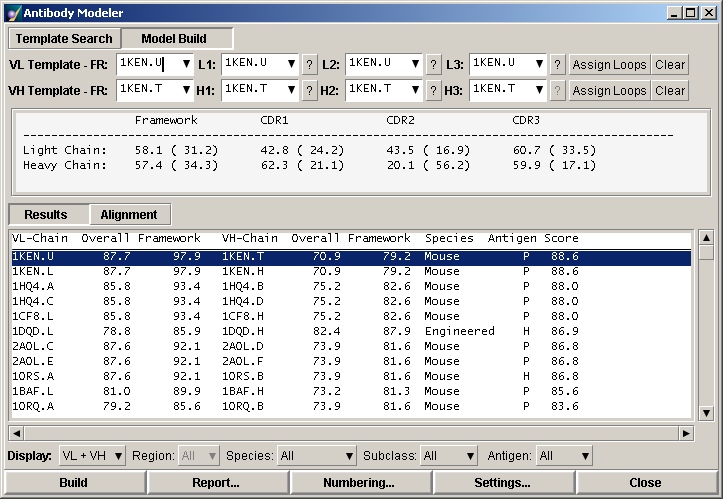 Antibody Modeler
Template Search Model Build
VL Template - FR: 1KEN.U L1: 1KEN.U ? L2: 1KEN.U ? L3: 1KEN.U ? Assign Loops Clear
VH Template - FR: 1KEN.T H1: 1KEN.T ? H2: 1KEN.T ? H3: 1KEN.T ? Assign Loops Clear
Framework CDR1 CDR2 CDR3
--------------------------------------------------------------------------------
Light Chain: 58.1 ( 31.2) 42.8 ( 24.2) 43.5 ( 16.9) 60.7 ( 33.5)
Heavy Chain: 57.4 ( 34.3) 62.3 ( 21.1) 20.1 ( 56.2) 59.9 ( 17.1)
Results Alignment
VL-Chain Overall Framework VH-Chain Overall Framework Species Antigen Score
1KEN.U 87.7 97.9 1KEN.T 70.9 79.2 Mouse P 88.6
1KEN.L 87.7 97.9 1KEN.H 70.9 79.2 Mouse P 88.6
1HQ4.A 85.8 93.4 1HQ4.B 75.2 82.6 Mouse P 88.0
1HQ4.C 85.8 93.4 1HQ4.D 75.2 82.6 Mouse P 88.0
1CF8.L 85.8 93.4 1CF8.H 75.2 82.6 Mouse P 88.0
1DQD.L 78.8 85.9 1DQD.H 82.4 87.9 Engineered H 86.9
2AOL.C 87.6 92.1 2AOL.D 73.9 81.6 Mouse P 86.8
2AOL.E 87.6 92.1 2AOL.F 73.9 81.6 Mouse P 86.8
1ORS.A 87.6 92.1 1ORS.B 73.9 81.6 Mouse H 86.8
1BAF.L 81.0 89.9 1BAF.H 73.2 81.3 Mouse P 85.6
1ORQ.A 79.2 85.6 1ORQ.B 73.9 81.6 Mouse P 83.6
Display: VL + VH Region: All Species: All Subclass: All Antigen: All
Build Report... Numbering... Settings... Close